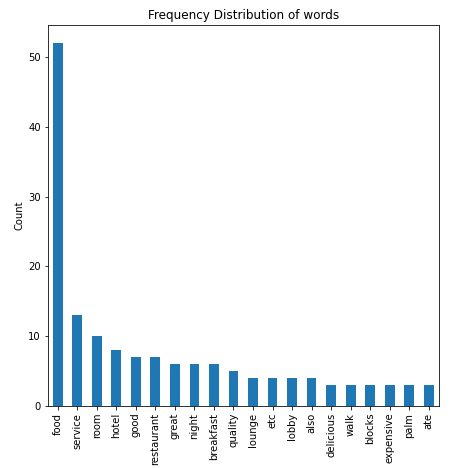 Frequency Distribution of words
50
40
30
20
10
0
Count
food
service
room
hotel
good
restaurant
great
night
breakfast
quality
lounge
etc
lobby
also
delicious
walk
blocks
expensive
palm
ate